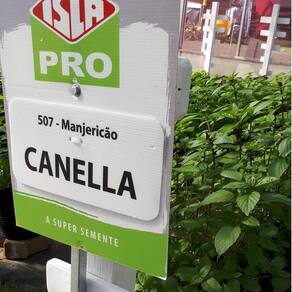 ISLA
PRO
507 - Manjericão
CANELLA
A SUPER SEMENTE